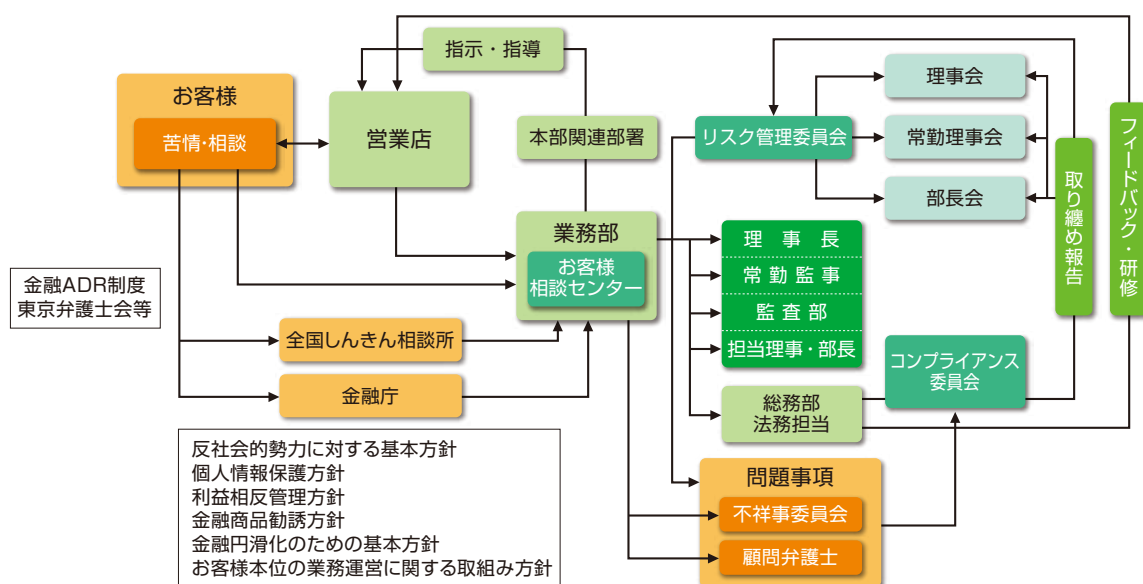 指示・指導
お客様
苦情・相談
営業店
本部関連部署
業務部
お客様
相談センター
金融ADR制度
東京弁護士会等
全国しんきん相談所
金融庁
リスク管理委員会
理事会
常勤理事会
部長会
取り纏め報告
フィードバック・研修
理事長
常勤監事
監査部
担当理事・部長
総務部
法務担当
コンプライアンス
委員会
問題事項
不祥事委員会
顧問弁護士
反社会的勢力に対する基本方針
個人情報保護方針
利益相反管理方針
金融商品勧誘方針
金融円滑化のための基本方針
お客様本位の業務運営に関する取組み方針